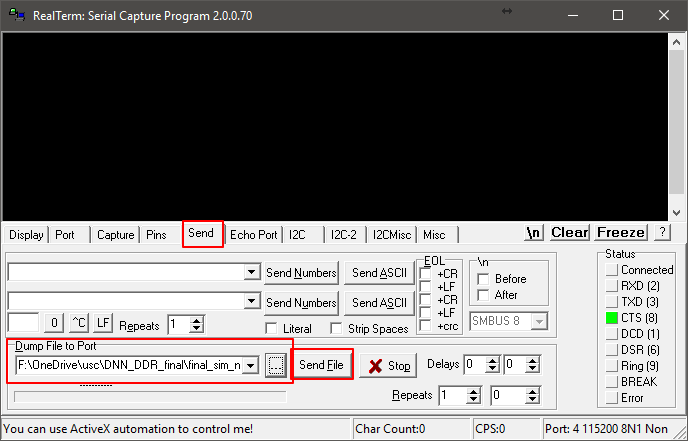 RealTerm: Serial Capture Program 2.0.0.70
Display Port Capture Pins Send Echo Port I2C I2C-2 I2CMisc Misc \n Clear Freeze ?
Send Numbers Send ASCII
Send Numbers Send ASCII
0 ^C LF Repeats 1 Literal Strip Spaces
EOL
+CR
+LF
+CR
+LF
+crc
\n
Before
After
SMBUS 8
Dump File to Port
F:\OneDrive\usc\DNN_DDR_final\final_sim_n ... Send File Stop Delays 0 0
Repeats 1 0
Status
Connected
RXD (2)
TXD (3)
CTS (8)
DCD (1)
DSR (6)
Ring (9)
BREAK
Error
You can use ActiveX automation to control me! Char Count:0 CPS:0 Port: 4 115200 8N1 Non